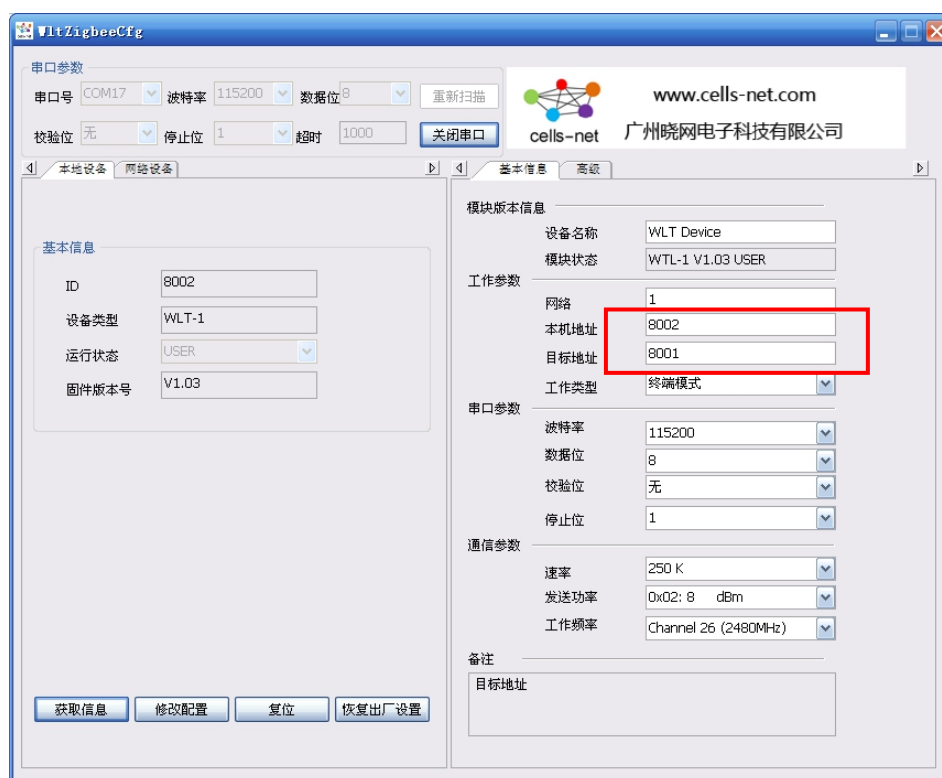 WltZigbeeCfg
串口参数
串口号 COM17 波特率 115200 数据位 8 重新扫描
校验位 无 停止位 1 超时 1000 关闭串口
cells-net
www.cells-net.com
广州晓网电子科技有限公司
本地设备 网络设备
基本信息
ID 8002
设备类型 WLT-1
运行状态 USER
固件版本号 V1.03
获取信息 修改配置 复位 恢复出厂设置
基本信息 高级
模块版本信息
设备名称 WLT Device
模块状态 WTL-1 V1.03 USER
工作参数
网络 1
本机地址 8002
目标地址 8001
工作类型 终端模式
串口参数
波特率 115200
数据位 8
校验位 无
停止位 1
通信参数
速率 250 K
发送功率 0x02: 8 dBm
工作频率 Channel 26 (2480MHz)
备注
目标地址